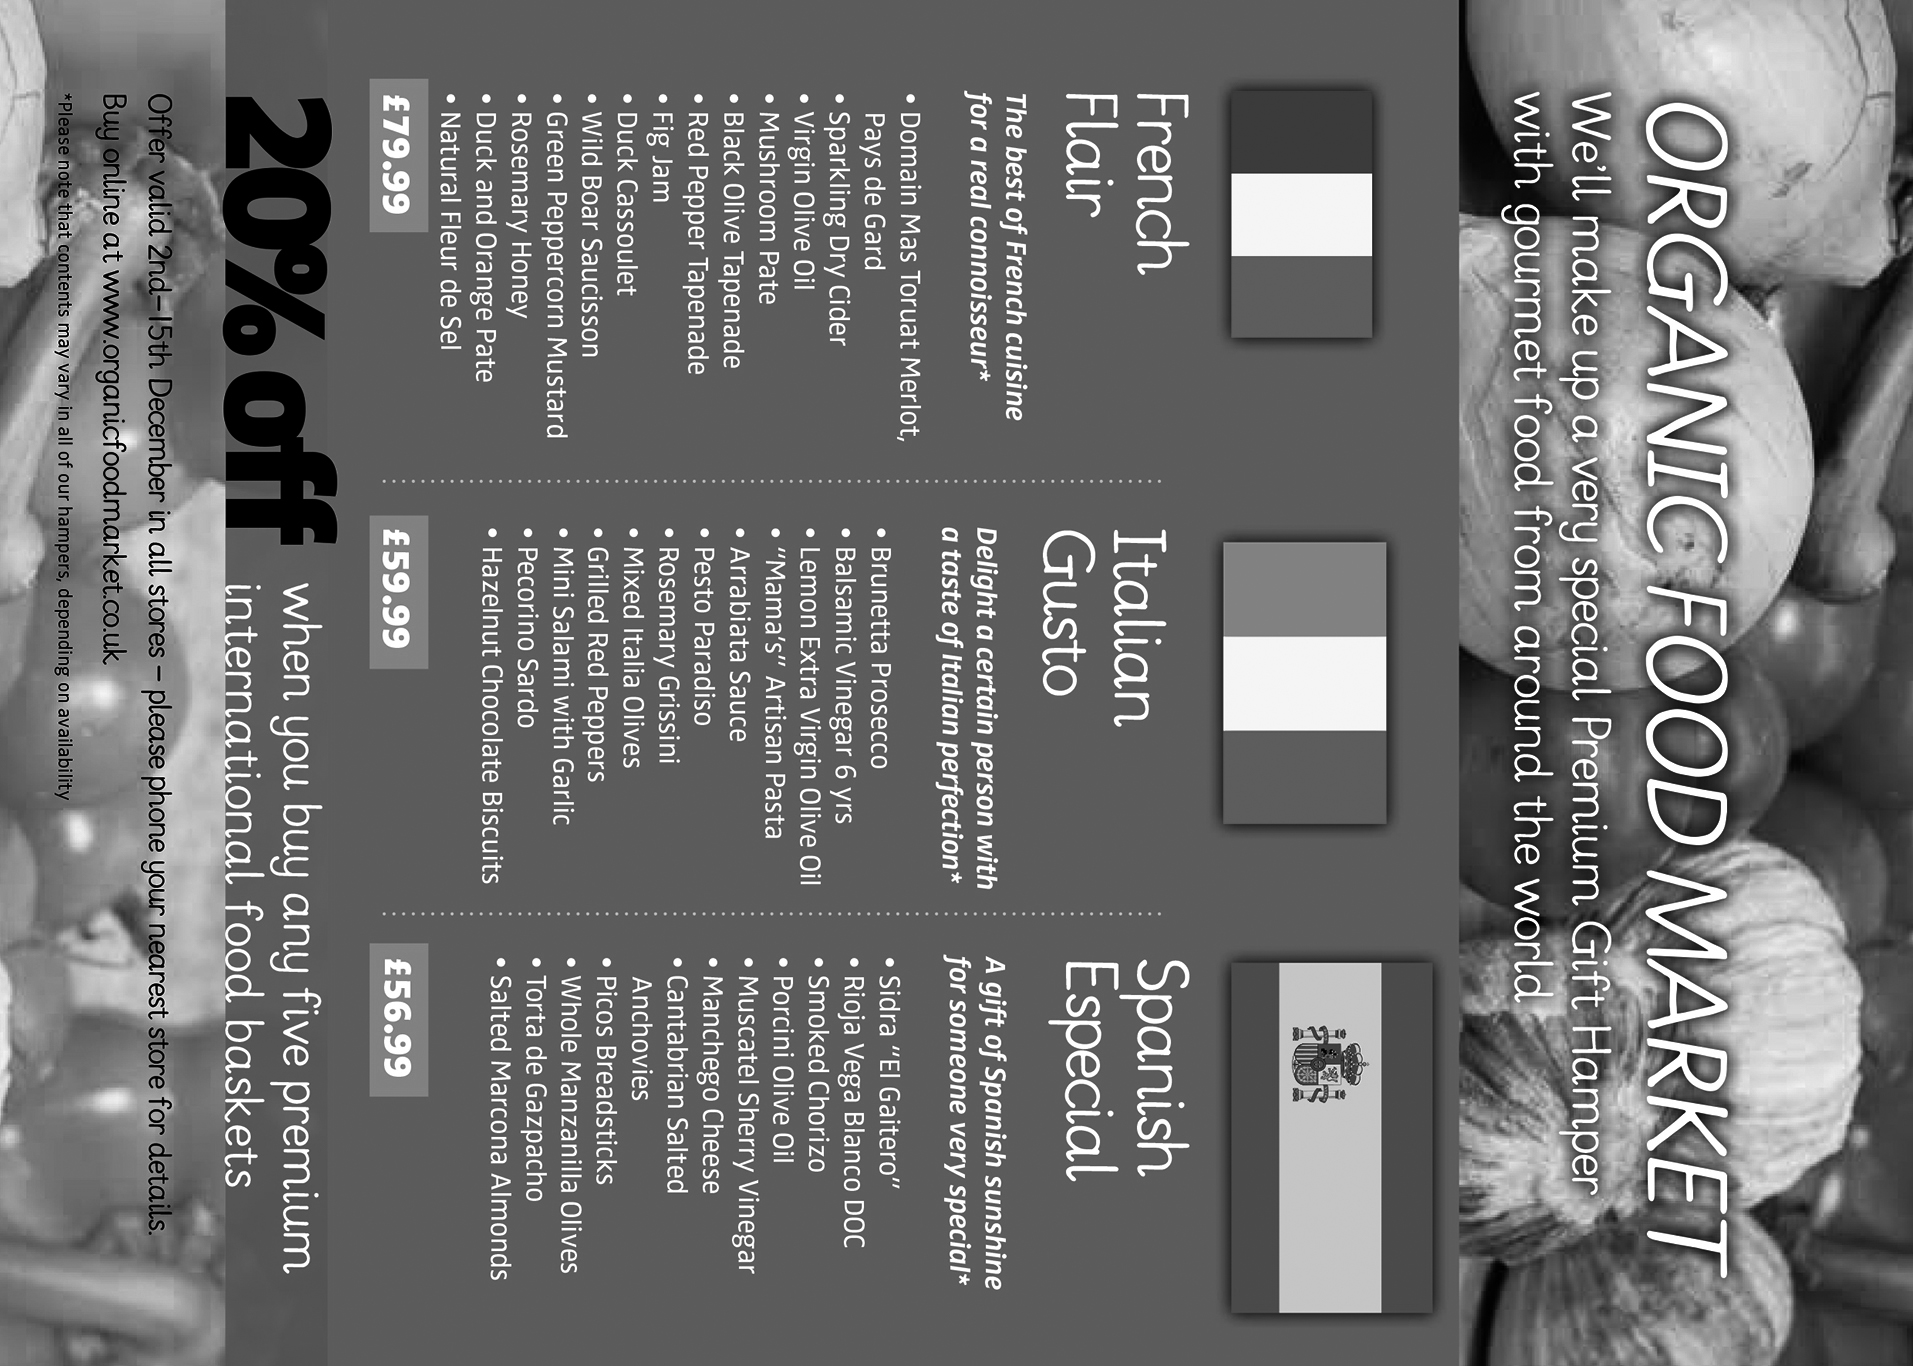 ORGANIC FOOD MARKET
We'll make up a very special Premium Gift Hamper
with gourmet food from around the world
French
Flair
The best of French cuisine
for a real connoisseur*
• Domain Mas Toruat Merlot,
Pays de Gard
• Sparkling Dry Cider
• Virgin Olive Oil
• Mushroom Pate
• Black Olive Tapenade
• Red Pepper Tapenade
• Fig Jam
• Duck Cassoulet
• Wild Boar Saucisson
• Green Peppercorn Mustard
• Rosemary Honey
• Duck and Orange Pate
• Natural Fleur de Sel
£79.99
Italian
Gusto
Delight a certain person with
a taste of Italian perfection*
• Brunetta Prosecco
• Balsamic Vinegar 6 yrs
• Lemon Extra Virgin Olive Oil
• "Mama's" Artisan Pasta
• Arrabiata Sauce
• Pesto Paradiso
• Rosemary Grissini
• Mixed Italia Olives
• Grilled Red Peppers
• Mini Salami with Garlic
• Pecorino Sardo
• Hazelnut Chocolate Biscuits
£59.99
Spanish
Especial
A gift of Spanish sunshine
for someone very special*
• Sidra "El Gaitero"
• Rioja Vega Blanco DOC
• Smoked Chorizo
• Porcini Olive Oil
• Muscatel Sherry Vinegar
• Manchego Cheese
• Cantabrian Salted
Anchovies
• Picos Breadsticks
• Whole Manzanilla Olives
• Torta de Gazpacho
• Salted Marcona Almonds
£56.99
20% off
when you buy any five premium
international food baskets
Offer valid 2nd–15th December in all stores – please phone your nearest store for details.
Buy online at www.organicfoodmarket.co.uk.
*Please note that contents may vary in all of our hampers, depending on availability